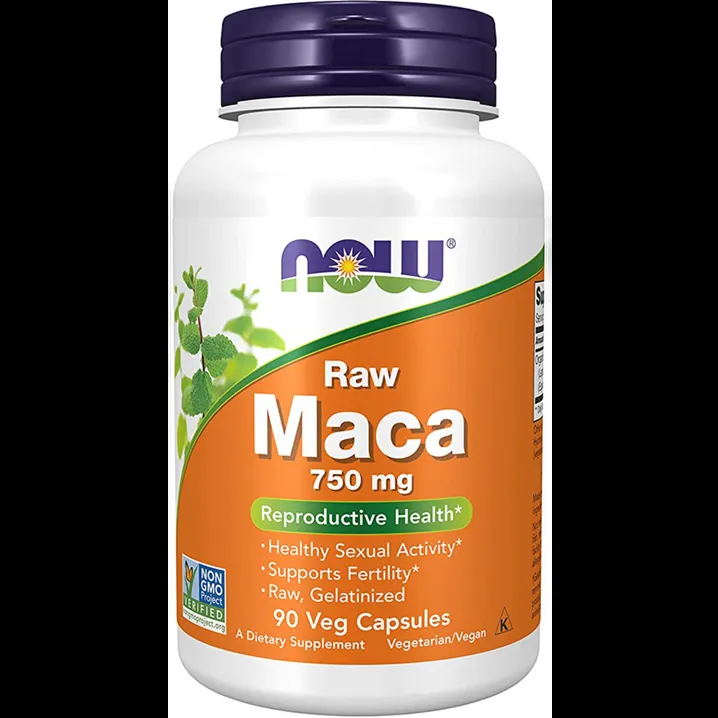 NOW®
Raw
Maca
750 mg
Reproductive Health*
• Healthy Sexual Activity*
• Supports Fertility*
• Raw, Gelatinized
90 Veg Capsules
A Dietary Supplement Vegetarian/Vegan
K
NON
GMO
Project
VERIFIED
nongmoproject.org